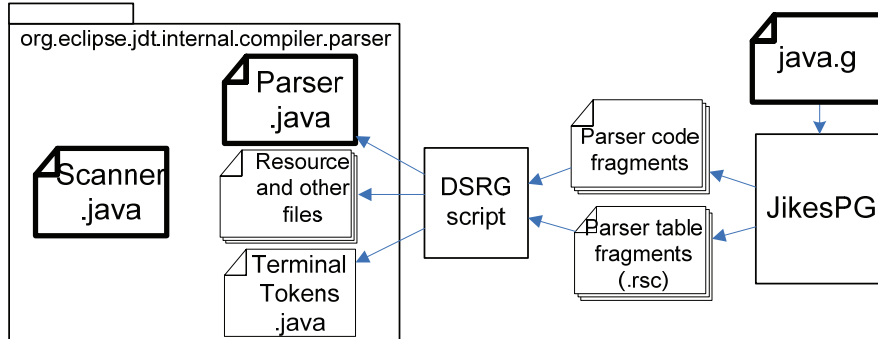 org.eclipse.jdt.internal.compiler.parser
Parser
.java
Scanner
.java
Resource
and other
files
Terminal
Tokens
.java
DSRG
script
Parser code
fragments
Parser table
fragments
(.rsc)
java.g
JikesPG